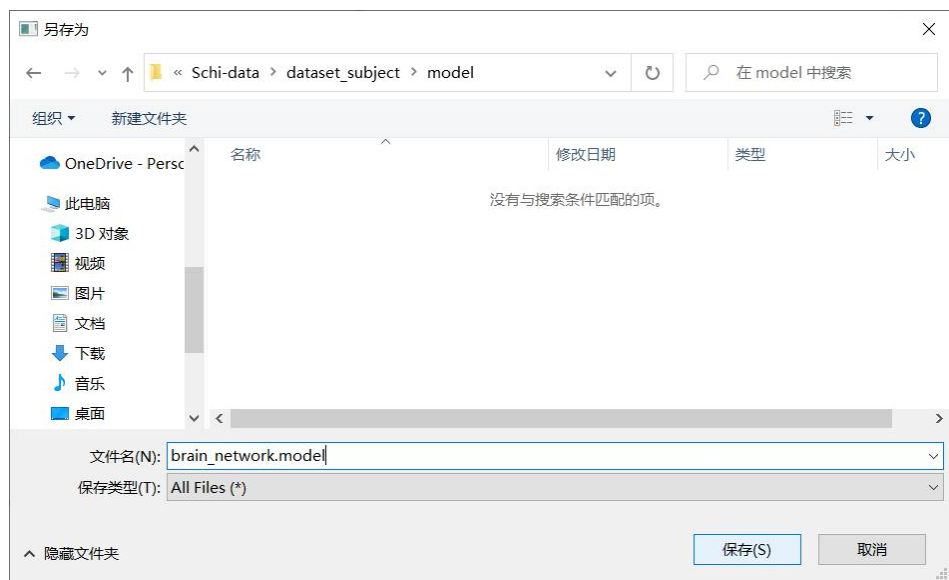 另存为
« Schi-data › dataset_subject › model
在 model 中搜索
组织
新建文件夹
?
名称
修改日期
类型
大小
没有与搜索条件匹配的项。
OneDrive - Persc
此电脑
3D 对象
视频
图片
文档
下载
音乐
桌面
文件名(N): brain_network.model
保存类型(T): All Files (*)
隐藏文件夹
保存(S)
取消